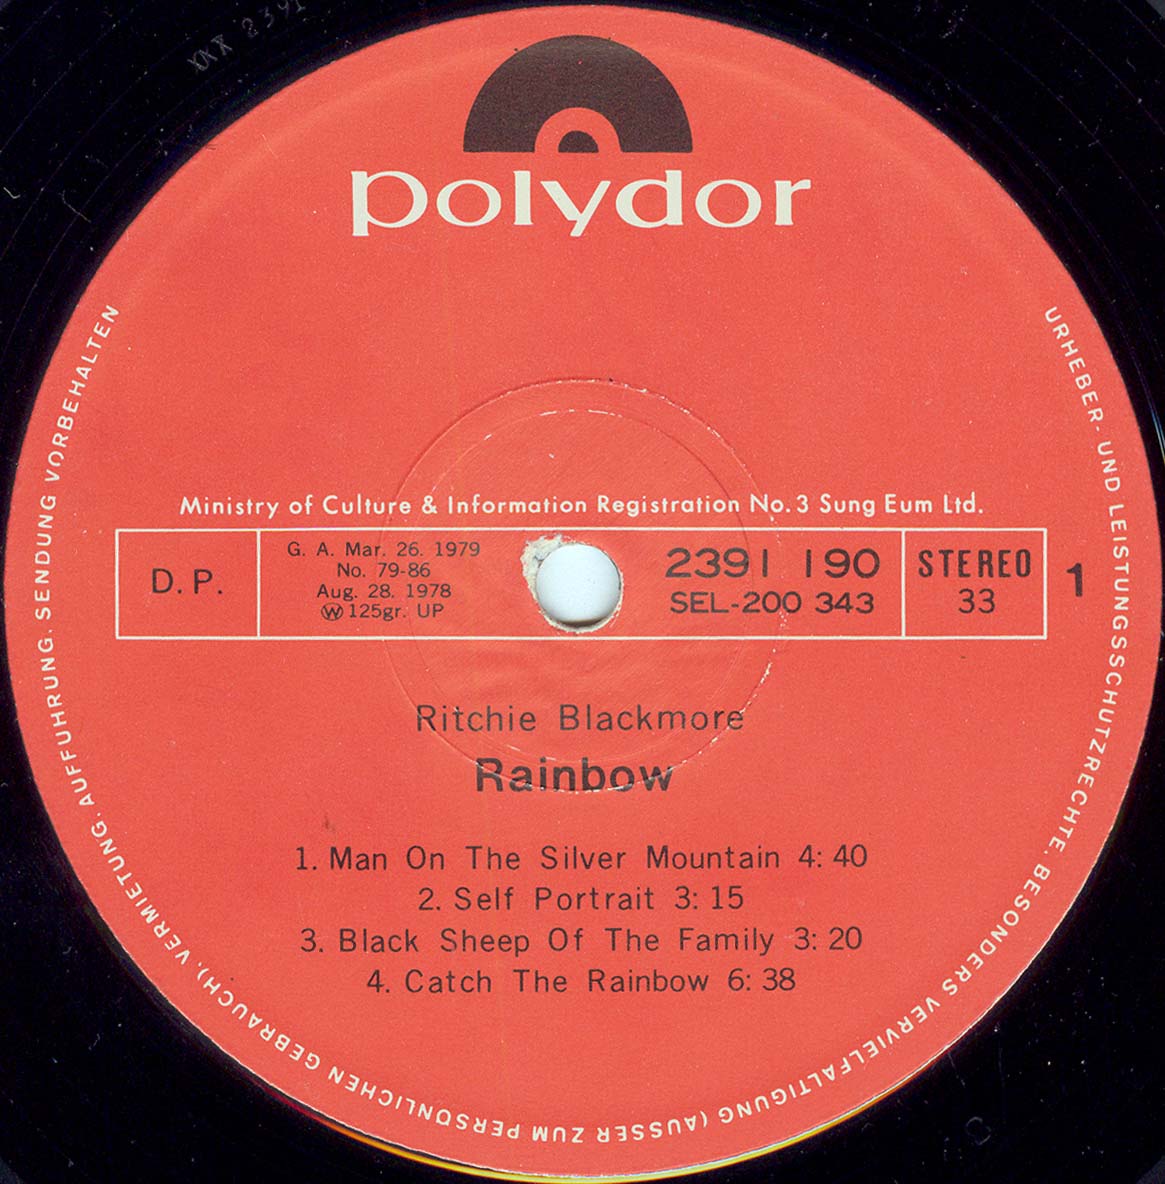 XXX 2391
polydor
Ministry of Culture & Information Registration No.3 Sung Eum Ltd.
D.P.
G. A. Mar. 26. 1979
No. 79-86
Aug. 28. 1978
Ⓦ 125gr. UP
2391 190
SEL-200 343
STEREO
33
1
Ritchie Blackmore
Rainbow
1. Man On The Silver Mountain 4:40
2. Self Portrait 3:15
3. Black Sheep Of The Family 3:20
4. Catch The Rainbow 6:38
URHEBER- UND LEISTUNGSSCHUTZRECHTE. BESONDERS VERVIELFALTIGUNG (AUSSER ZUM PERSÖNLICHEN GEBRAUCH), VERMIETUNG. AUFFUHRUNG. SENDUNG VORBEHALTEN